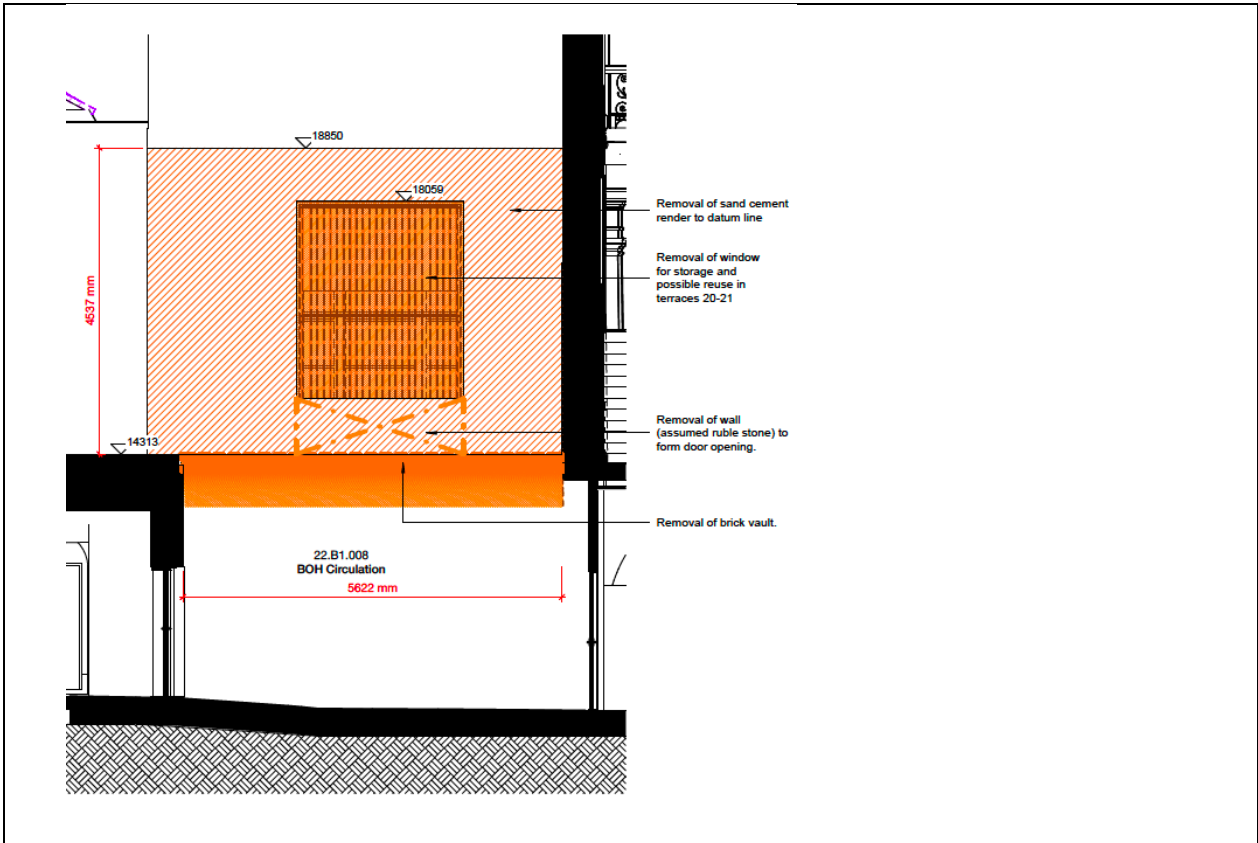 18850
18059
4537 mm
14313
Removal of sand cement
render to datum line
Removal of window
for storage and
possible reuse in
terraces 20-21
Removal of wall
(assumed ruble stone) to
form door opening.
Removal of brick vault.
22.B1.008
BOH Circulation
5622 mm